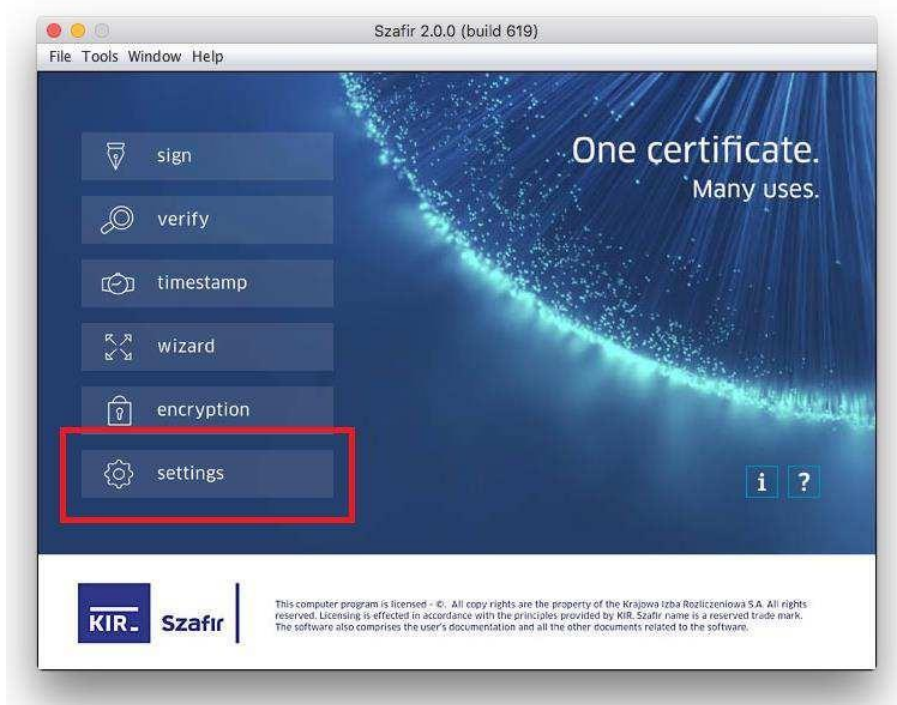 Szafir 2.0.0 (build 619)
File Tools Window Help
sign
verify
timestamp
wizard
encryption
settings
One certificate.
Many uses.
i ?
KIR
Szafir
This computer program is licensed - ©. All copy rights are the property of the Krajowa Izba Rozliczeniowa S.A. All rights
reserved. Licensing is effected in accordance with the principles provided by KIR. Szafir name is a reserved trade mark.
The software also comprises the user's documentation and all the other documents related to the software.